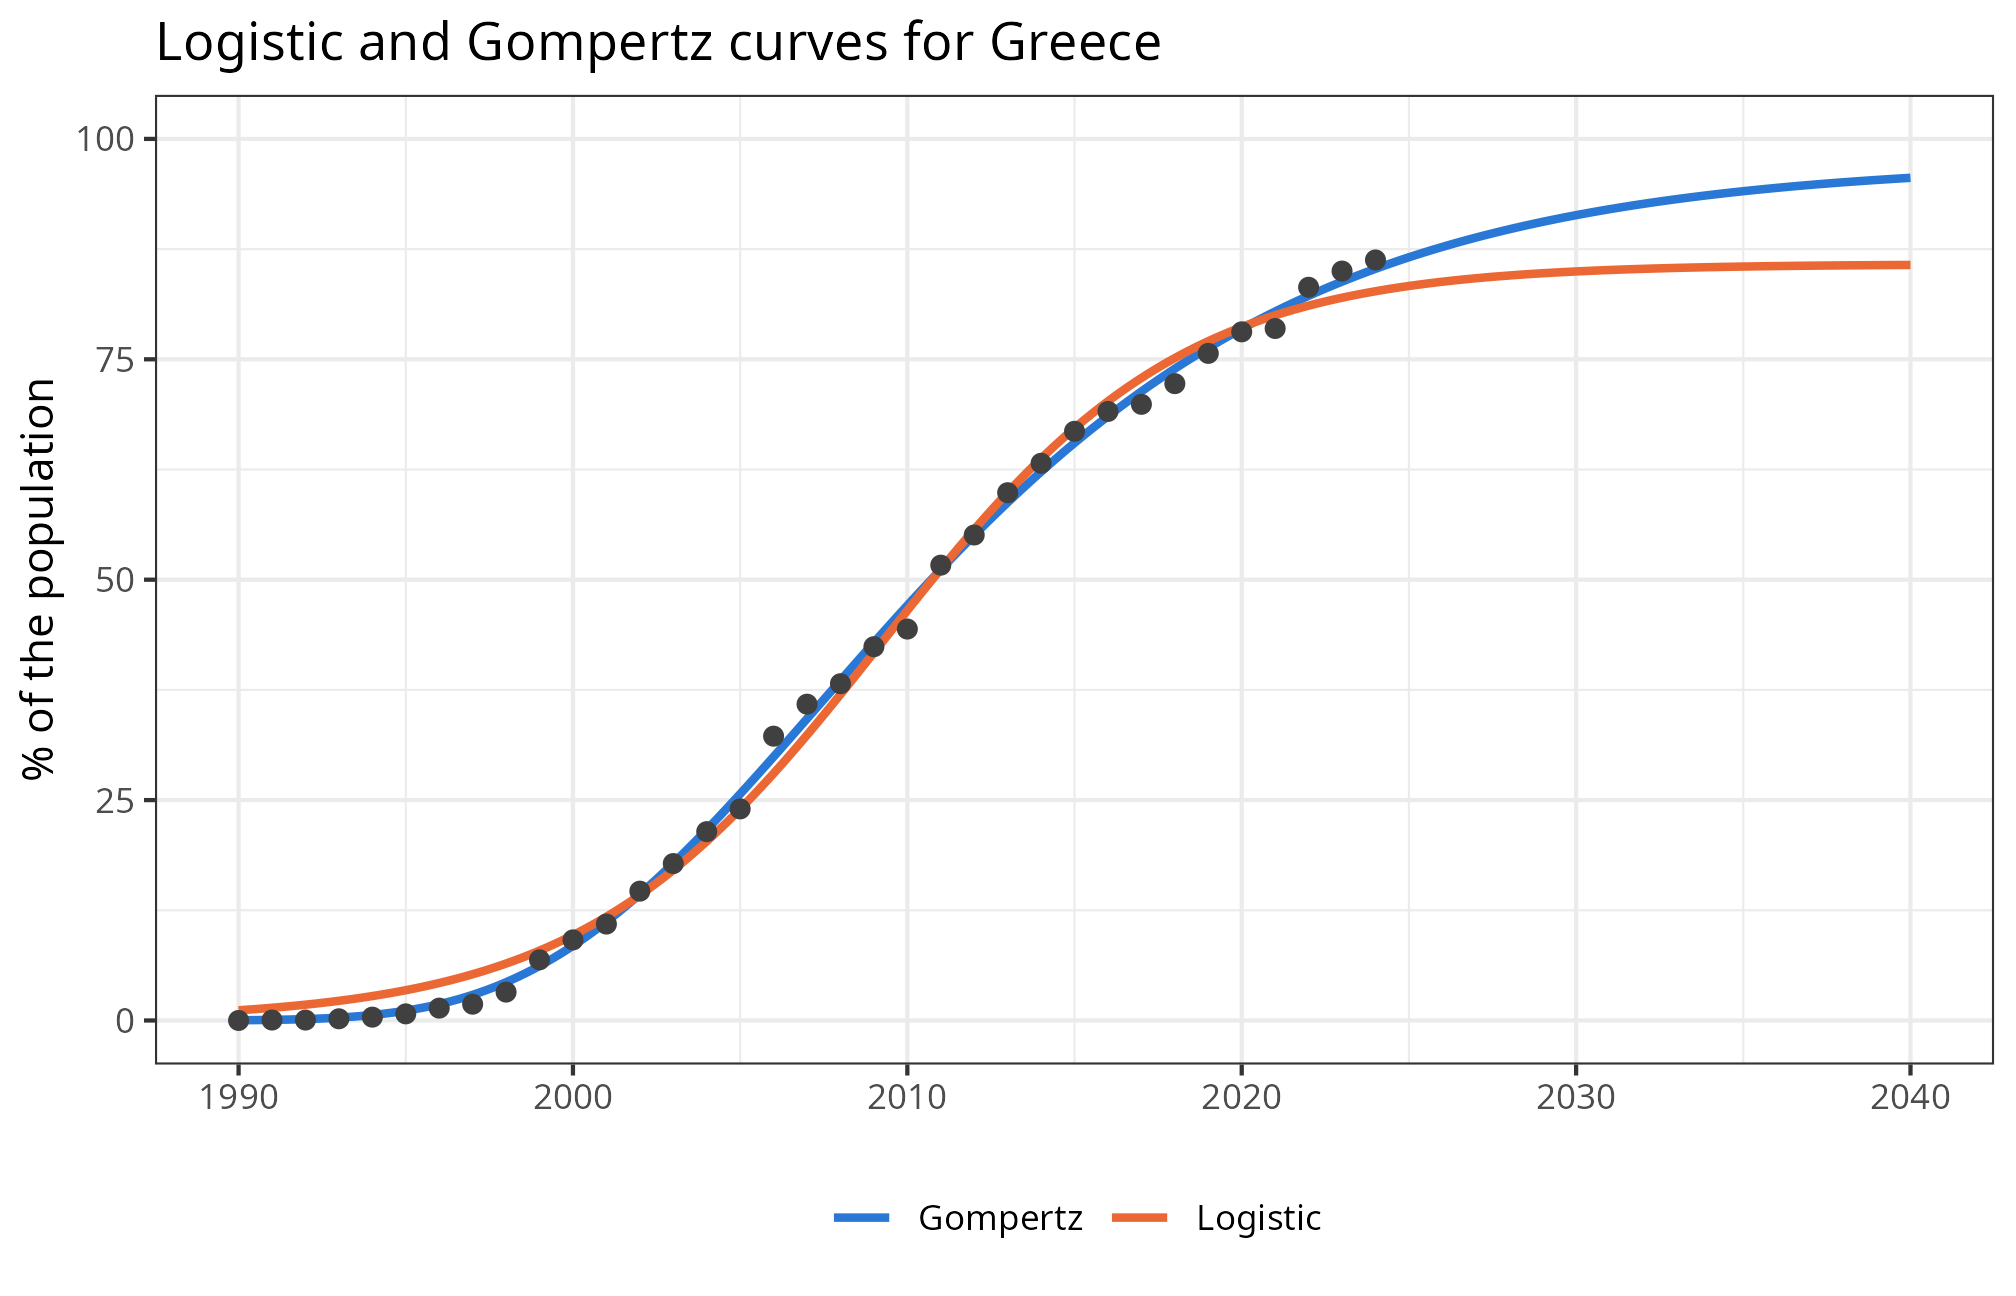 Logistic and Gompertz curves for Greece
% of the population
100
75
50
25
0
1990 2000 2010 2020 2030 2040
Gompertz Logistic